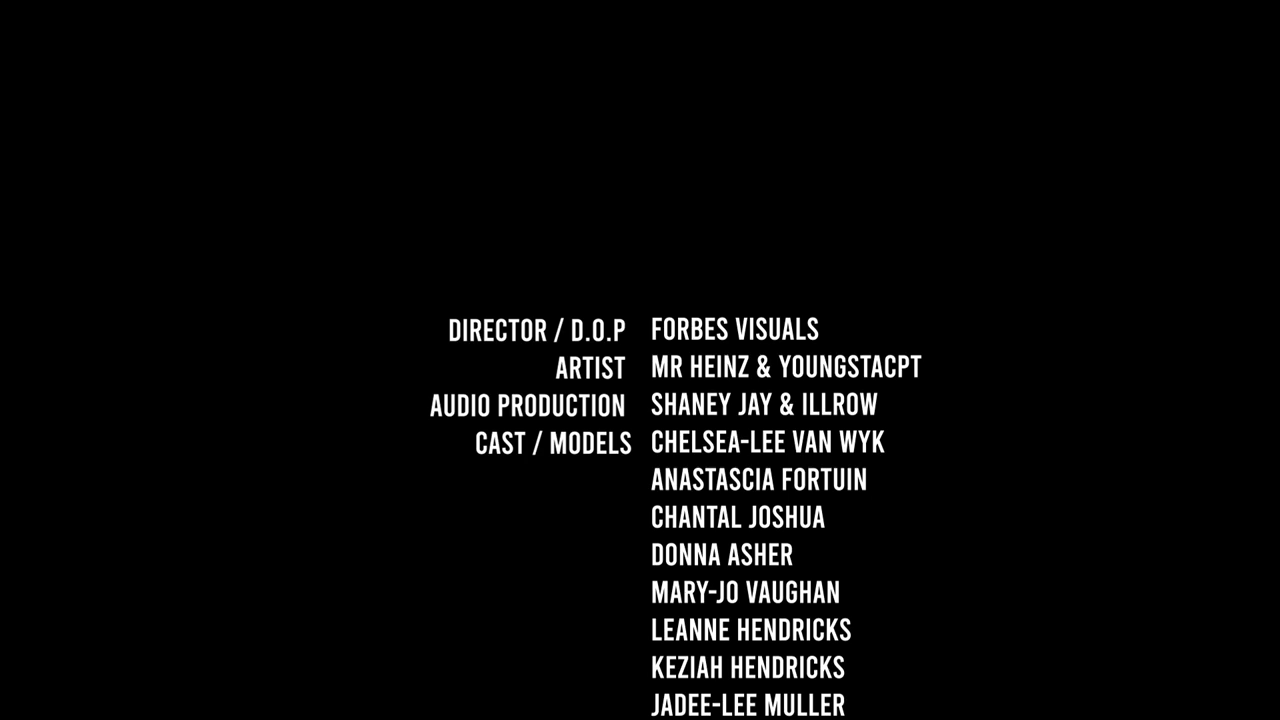 DIRECTOR / D.O.P FORBES VISUALS
ARTIST MR HEINZ & YOUNGSTACPT
AUDIO PRODUCTION SHANEY JAY & ILLROW
CAST / MODELS CHELSEA-LEE VAN WYK
ANASTASCIA FORTUIN
CHANTAL JOSHUA
DONNA ASHER
MARY-JO VAUGHAN
LEANNE HENDRICKS
KEZIAH HENDRICKS
JADEE-LEE MULLER